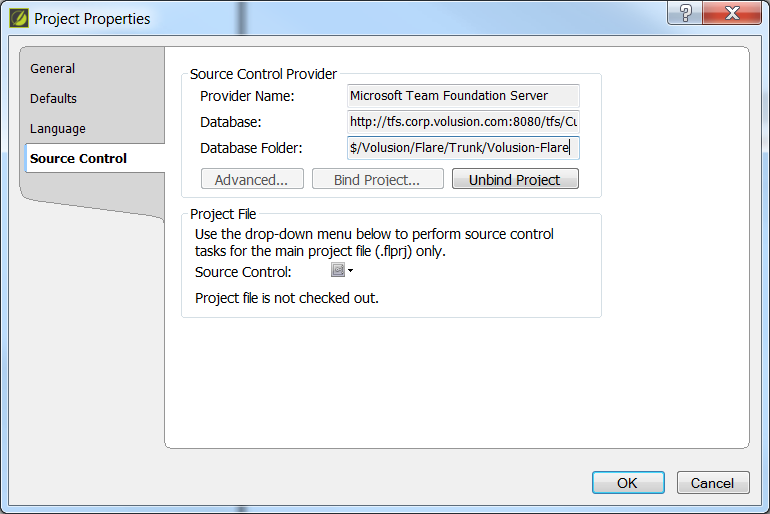 Project Properties
General
Defaults
Language
Source Control
Source Control Provider
Provider Name: Microsoft Team Foundation Server
Database: http://tfs.corp.volusion.com:8080/tfs/Cu
Database Folder: $/Volusion/Flare/Trunk/Volusion-Flare
Advanced... Bind Project... Unbind Project
Project File
Use the drop-down menu below to perform source control
tasks for the main project file (.flprj) only.
Source Control:
Project file is not checked out.
OK Cancel